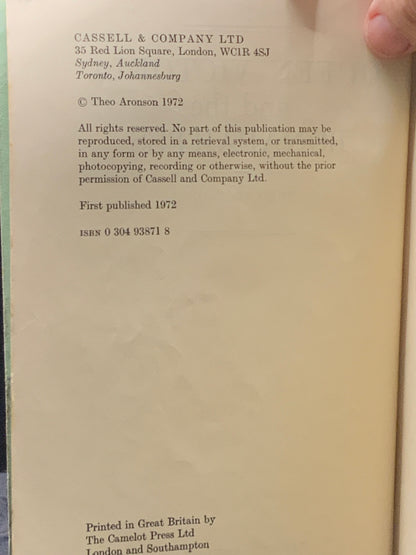 CASSELL & COMPANY LTD
35 Red Lion Square, London, WC1R 4SJ
Sydney, Auckland
Toronto, Johannesburg
© Theo Aronson 1972
All rights reserved. No part of this publication may be
reproduced, stored in a retrieval system, or transmitted,
in any form or by any means, electronic, mechanical,
photocopying, recording or otherwise, without the prior
permission of Cassell and Company Ltd.
First published 1972
ISBN 0 304 93871 8
Printed in Great Britain by
The Camelot Press Ltd
London and Southampton